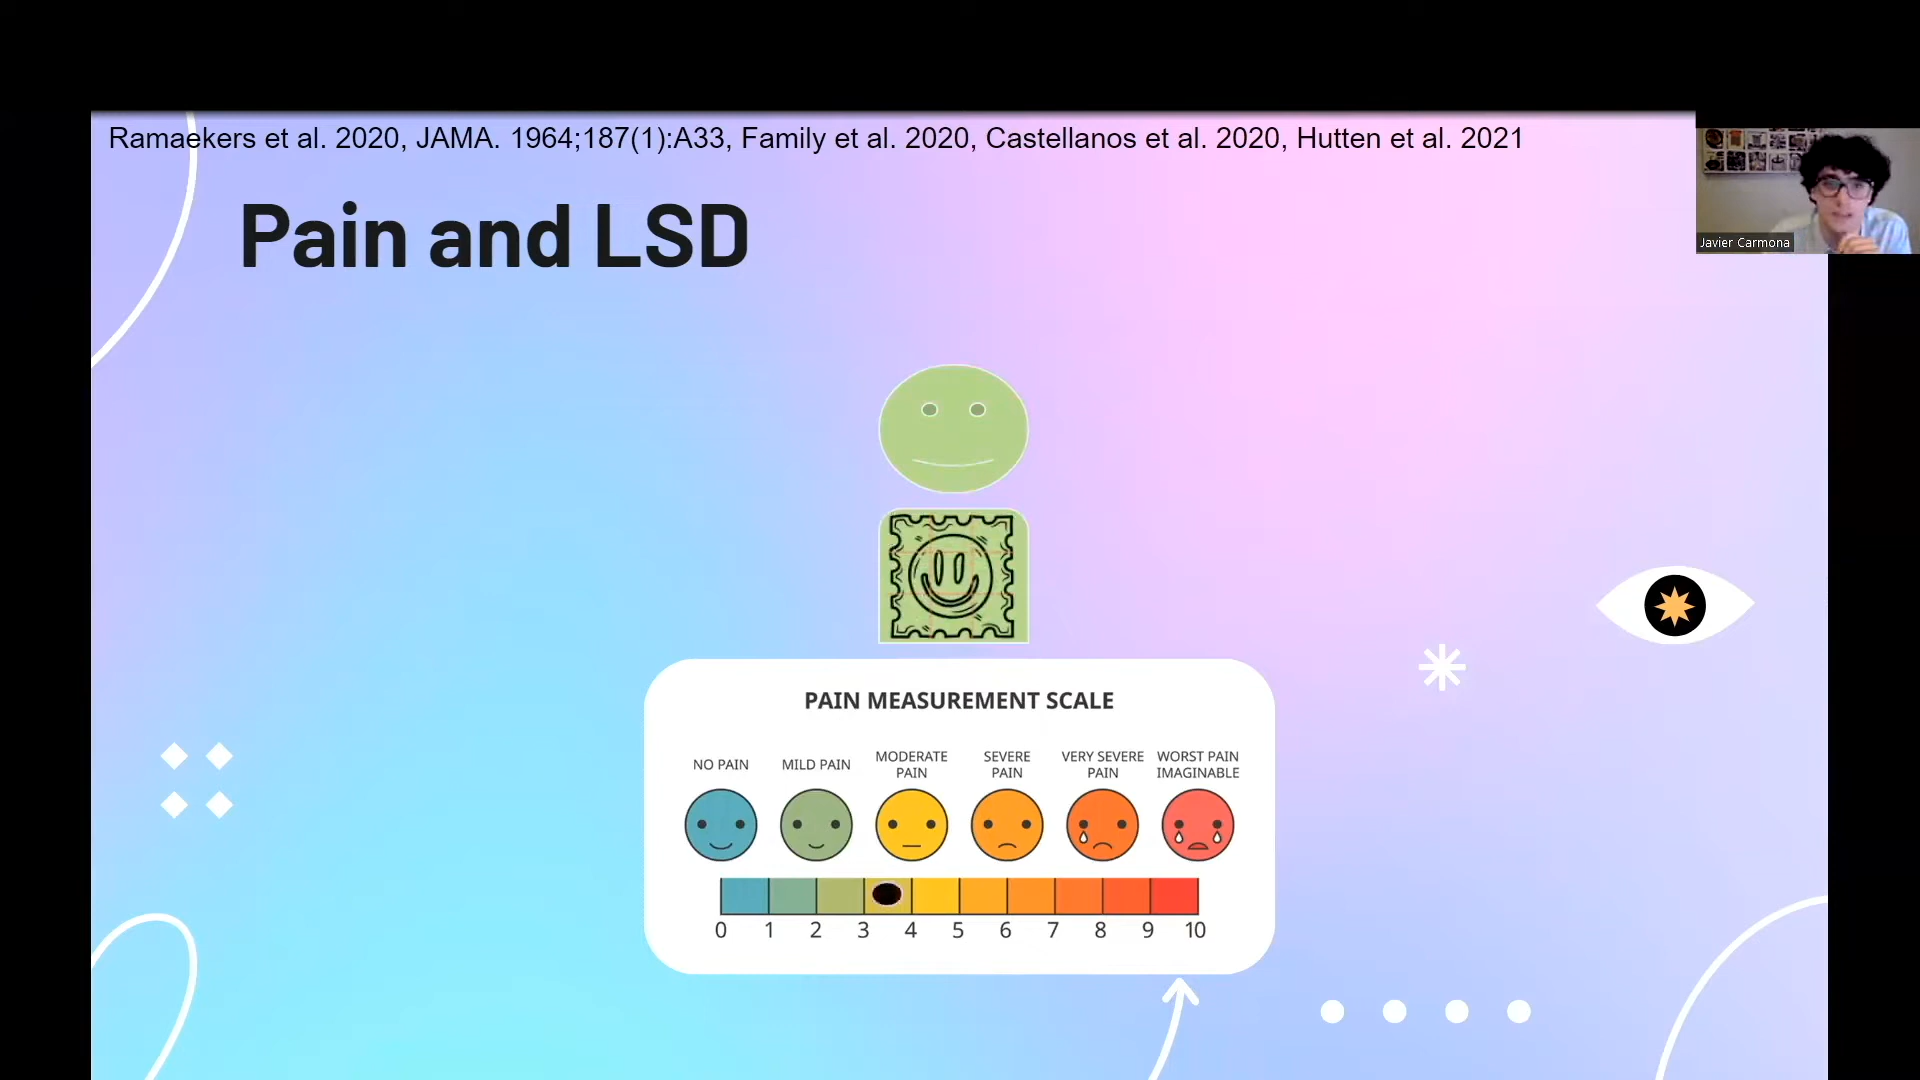 Ramaekers et al. 2020, JAMA. 1964;187(1):A33, Family et al. 2020, Castellanos et al. 2020, Hutten et al. 2021
Javier Carmona
Pain and LSD
PAIN MEASUREMENT SCALE
NO PAIN
MILD PAIN
MODERATE
PAIN
SEVERE
PAIN
VERY SEVERE
PAIN
WORST PAIN
IMAGINABLE
0 1 2 3 4 5 6 7 8 9 10